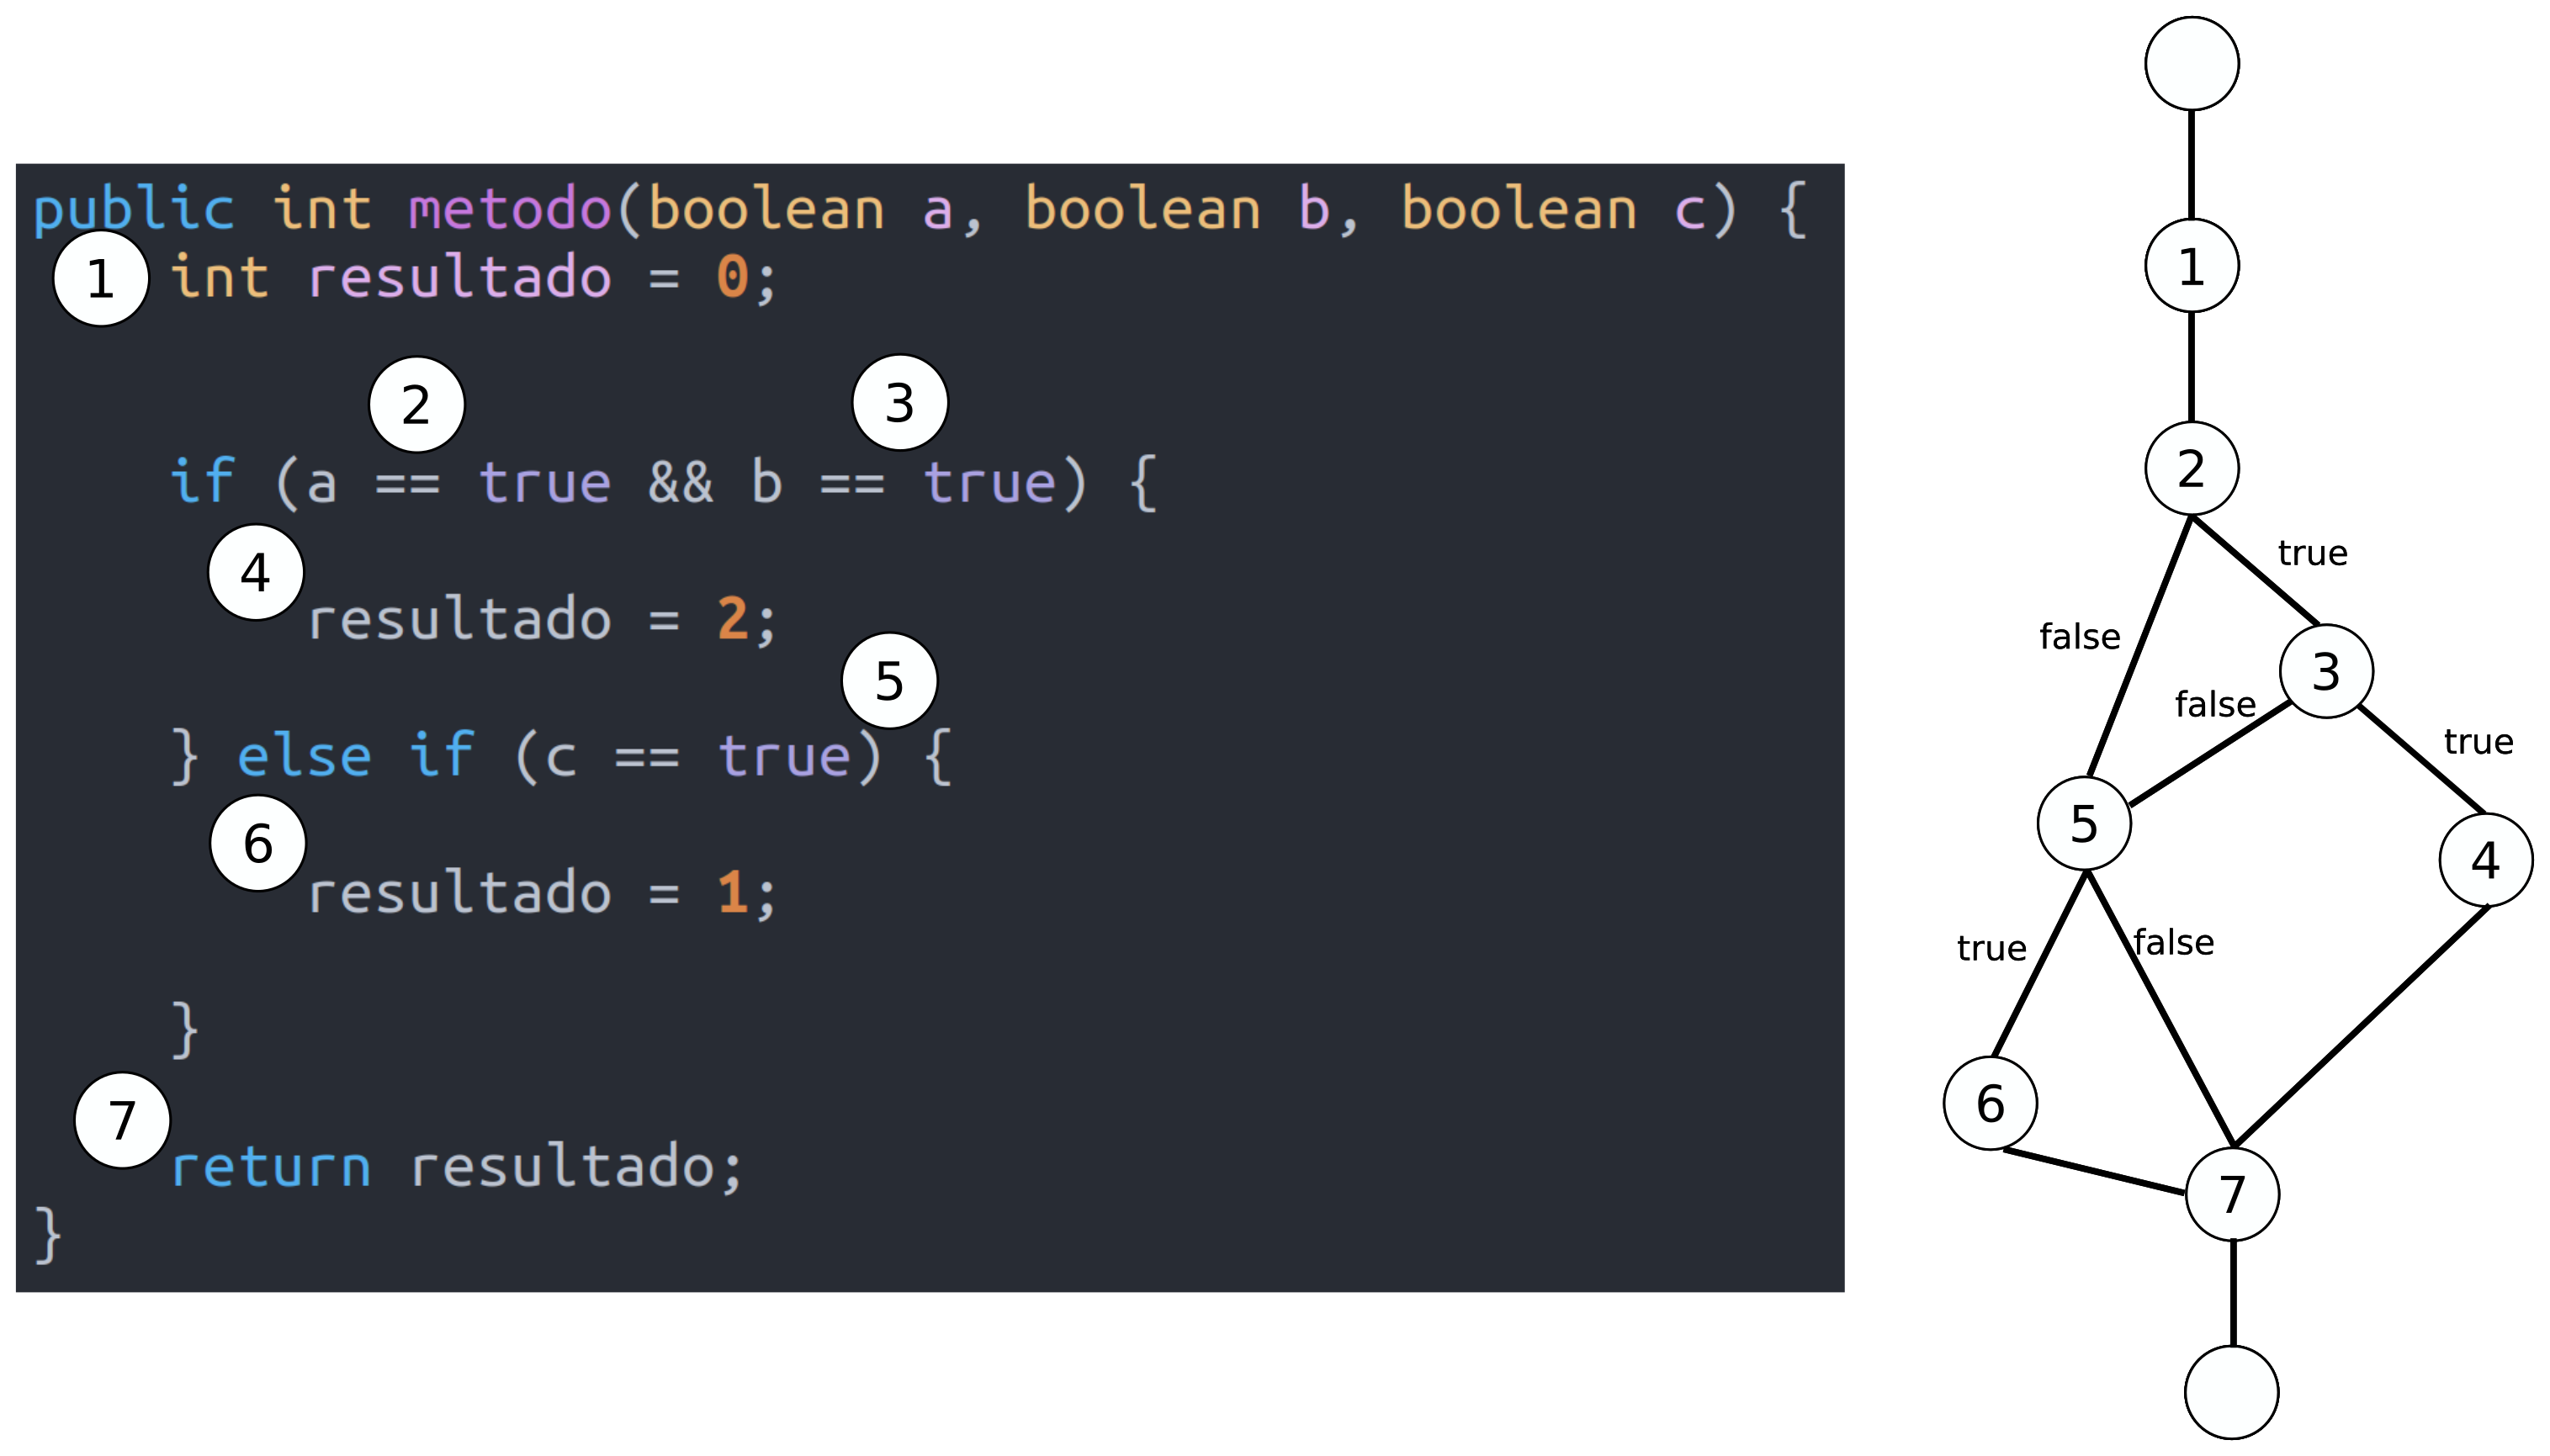 public int metodo(boolean a, boolean b, boolean c) {
1 int resultado = 0;
2 3
if (a == true && b == true) {
4
resultado = 2;
5
} else if (c == true) {
6
resultado = 1;
}
7
return resultado;
}
1
2
true
false
3
false
true
5
4
true
false
6
7